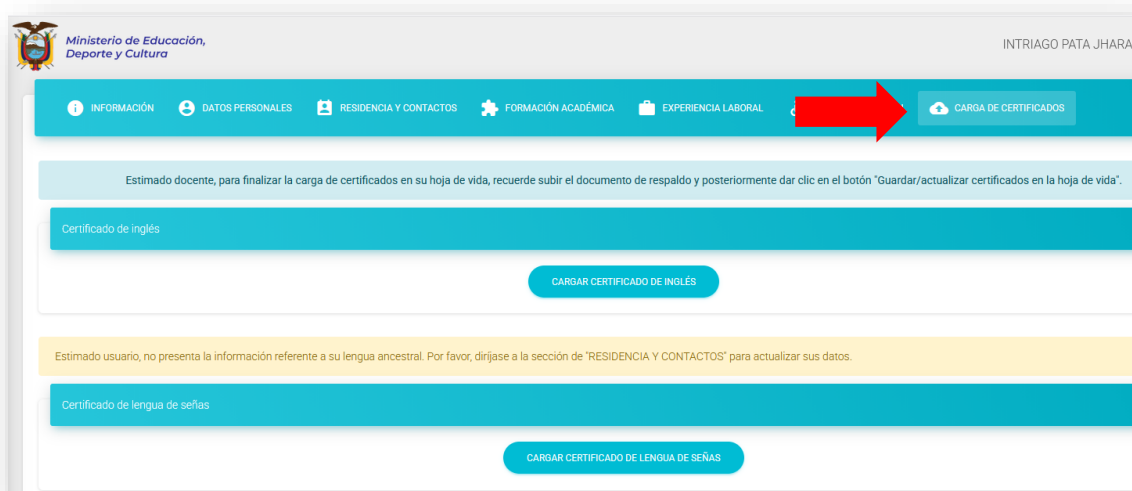 Ministerio de Educación,
Deporte y Cultura
INTRIAGO PATA JHARA
INFORMACIÓN
DATOS PERSONALES
RESIDENCIA Y CONTACTOS
FORMACIÓN ACADÉMICA
EXPERIENCIA LABORAL
CARGA DE CERTIFICADOS
Estimado docente, para finalizar la carga de certificados en su hoja de vida, recuerde subir el documento de respaldo y posteriormente dar clic en el botón "Guardar/actualizar certificados en la hoja de vida".
Certificado de inglés
CARGAR CERTIFICADO DE INGLÉS
Estimado usuario, no presenta la información referente a su lengua ancestral. Por favor, diríjase a la sección de "RESIDENCIA Y CONTACTOS" para actualizar sus datos.
Certificado de lengua de señas
CARGAR CERTIFICADO DE LENGUA DE SEÑAS